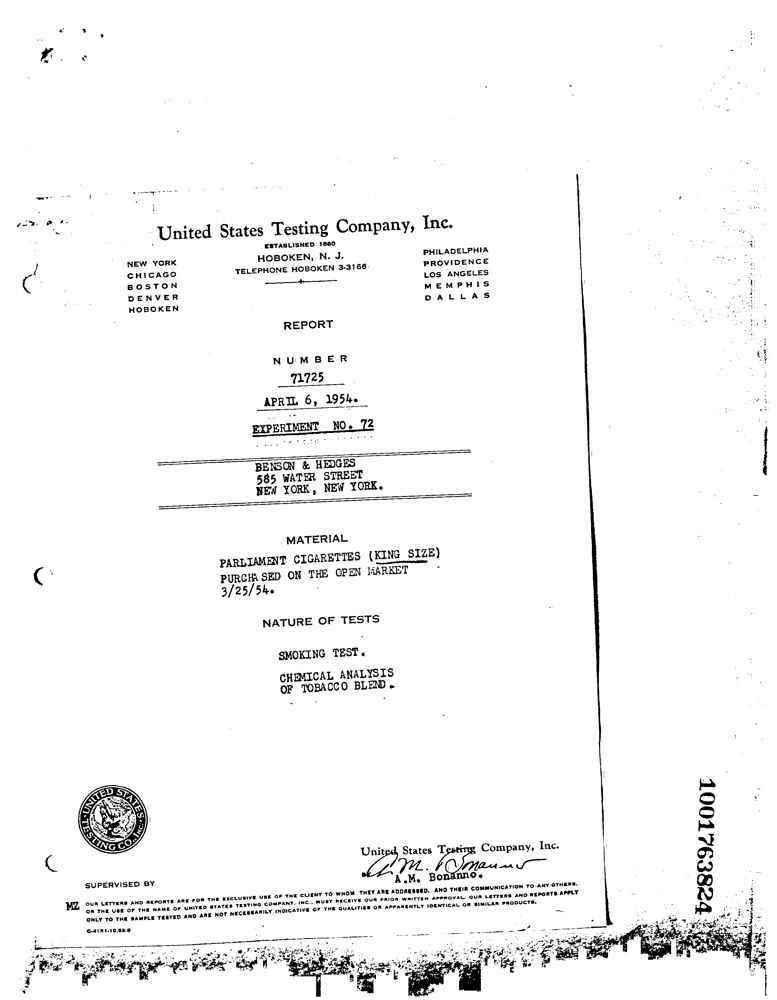 United States Testing Company, Inc.
ESTABLISHED 1880
HOBOKEN, N. J.
TELEPHONE HOBOKEN 3-3166
NEW YORK
CHICAGO
BOSTON
DENVER
HOBOKEN
PHILADELPHIA
PROVIDENCE
LOS ANGELES
MEMPHIS
DALLAS
REPORT
NUMBER
71725
APRIL 6, 1954.
EXPERIMENT NO. 72
BENSON & HEDGES
585 WATER STREET
NEW YORK, NEW YORK.
MATERIAL
PARLIAMENT CIGARETTES (KING SIZE)
PURCHASED ON THE OPEN MARKET
3/25/54.
NATURE OF TESTS
SMOKING TEST.
CHEMICAL ANALYSIS
OF TOBACCO BLEND.
UNITED STATES
TESTING CO. INC.
United States Testing Company, Inc.
A.M. Bonanno
A.M. Bonanno.
SUPERVISED BY
MZ OUR LETTERS AND REPORTS ARE FOR THE EXCLUSIVE USE OF THE CLIENT TO WHOM THEY ARE ADDRESSED, AND THEIR COMMUNICATION TO ANY OTHERS,
OR THE USE OF THE NAME OF UNITED STATES TESTING COMPANY, INC., MUST RECEIVE OUR PRIOR WRITTEN APPROVAL. OUR LETTERS AND REPORTS APPLY
ONLY TO THE SAMPLE TESTED AND ARE NOT NECESSARILY INDICATIVE OF THE QUALITIES OF APPARENTLY IDENTICAL OR SIMILAR PRODUCTS.
1001763824